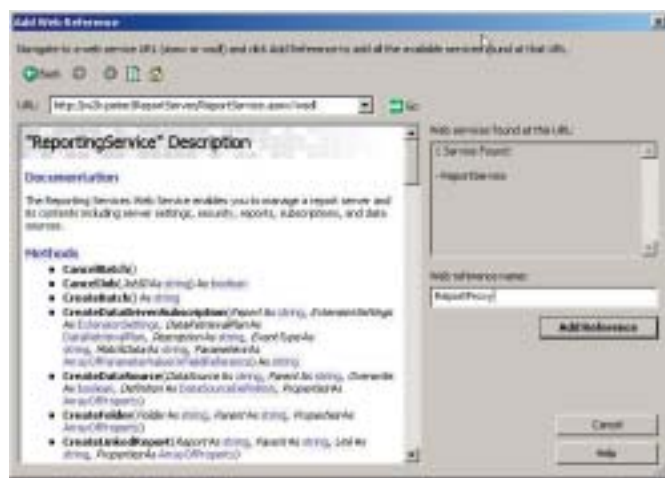 Add Web Reference
Navigate to a web service URL (asmx or wsdl) and click Add Reference to add all the available services found at that URL.
Back
URL: http://w2k-peter/ReportServer/ReportService.asmx?wsdl
Go
"ReportingService" Description
Documentation
The Reporting Services Web Service enables you to manage a report server and
its contents including server settings, security, reports, subscriptions, and data
sources.
Methods
CancelBatch()
CancelJob(JobID As string) As boolean
CreateBatch() As string
CreateDataDrivenSubscription(Report As string, ExtensionSettings
As ExtensionSettings, DataRetrievalPlan As
DataRetrievalPlan, Description As string, EventType As
string, MatchData As string, Parameters As
ArrayOfParameterValueOrFieldReference) As string
CreateDataSource(DataSource As string, Parent As string, Overwrite
As boolean, Definition As DataSourceDefinition, Properties As
ArrayOfProperty)
CreateFolder(Folder As string, Parent As string, Properties As
ArrayOfProperty)
CreateLinkedReport(Report As string, Parent As string, Link As
string, Properties As ArrayOfProperty)
Web services found at this URL:
1 Service Found:
- ReportService
Web reference name:
ReportProxy
Add Reference
Cancel
Help